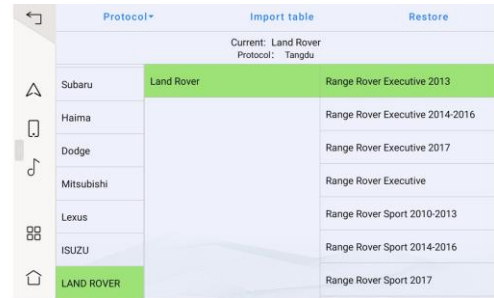 Protocol
Import table
Restore
Current: Land Rover
Protocol: Tangdu
Subaru
Haima
Dodge
Mitsubishi
Lexus
ISUZU
LAND ROVER
Land Rover
Range Rover Executive 2013
Range Rover Executive 2014-2016
Range Rover Executive 2017
Range Rover Executive
Range Rover Sport 2010-2013
Range Rover Sport 2014-2016
Range Rover Sport 2017